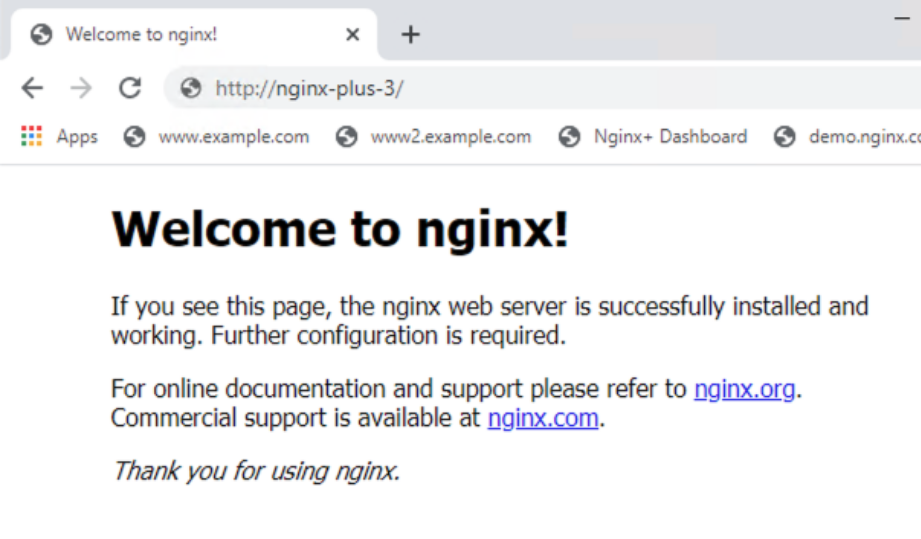 Welcome to nginx!
http://nginx-plus-3/
Apps www.example.com www2.example.com Nginx+ Dashboard demo.nginx.co
Welcome to nginx!
If you see this page, the nginx web server is successfully installed and
working. Further configuration is required.
For online documentation and support please refer to nginx.org.
Commercial support is available at nginx.com.
Thank you for using nginx.